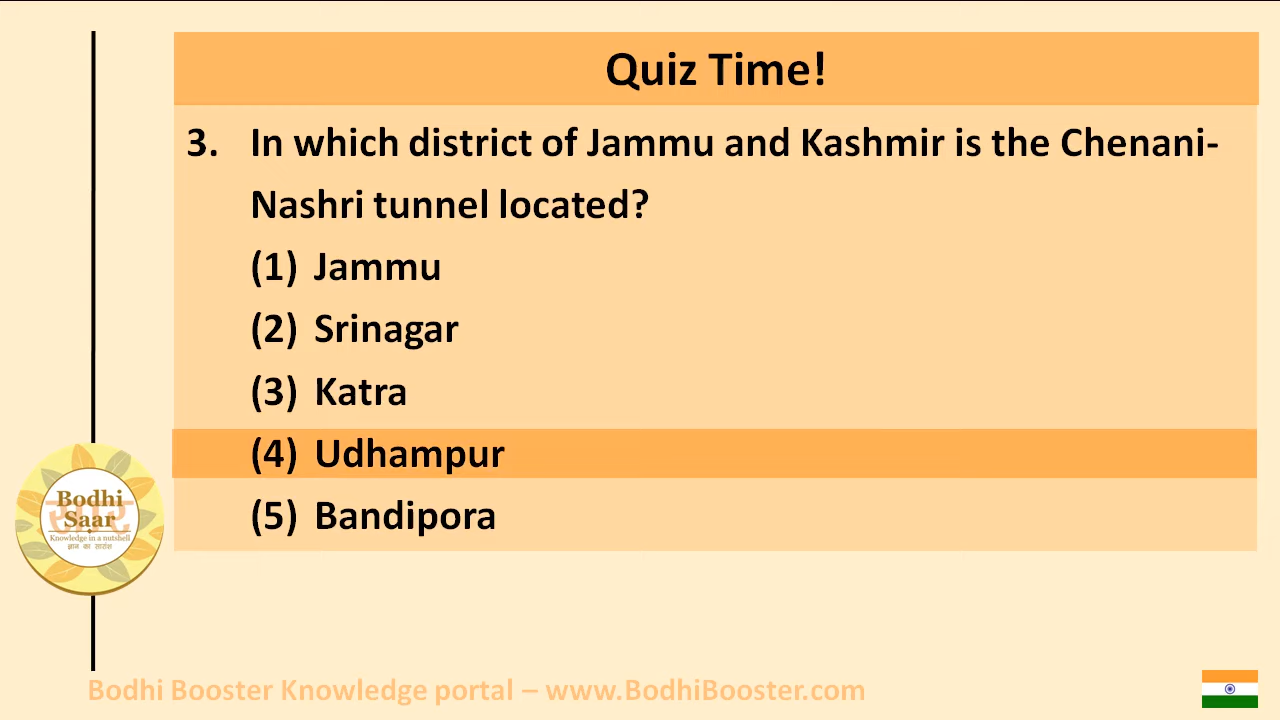 Quiz Time!
3. In which district of Jammu and Kashmir is the Chenani-
Nashri tunnel located?
(1) Jammu
(2) Srinagar
(3) Katra
(4) Udhampur
(5) Bandipora
Bodhi
Saar
Knowledge in a nutshell
ज्ञान का सारांश
Bodhi Booster Knowledge portal – www.BodhiBooster.com